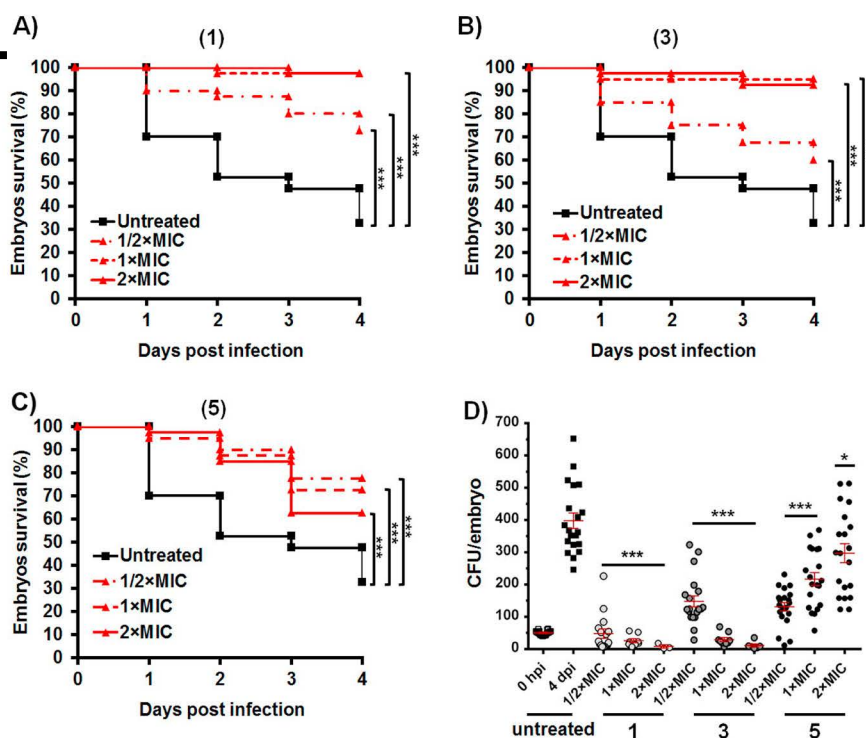 A)
(1)
100
90
80
70
60
50
40
30
20
10
0
Embryos survival (%)
Untreated
1/2×MIC
1×MIC
2×MIC
***
***
***
0 1 2 3 4
Days post infection
B)
(3)
100
90
80
70
60
50
40
30
20
10
0
Embryos survival (%)
Untreated
1/2×MIC
1×MIC
2×MIC
***
***
***
0 1 2 3 4
Days post infection
C)
(5)
100
90
80
70
60
50
40
30
20
10
0
Embryos survival (%)
Untreated
1/2×MIC
1×MIC
2×MIC
***
***
***
0 1 2 3 4
Days post infection
D)
700
600
500
400
300
200
100
0
CFU/embryo
***
***
***
*
0 hpi 4 dpi 1/2×MIC 1×MIC 2×MIC 1/2×MIC 1×MIC 2×MIC 1/2×MIC 1×MIC 2×MIC
untreated 1 3 5